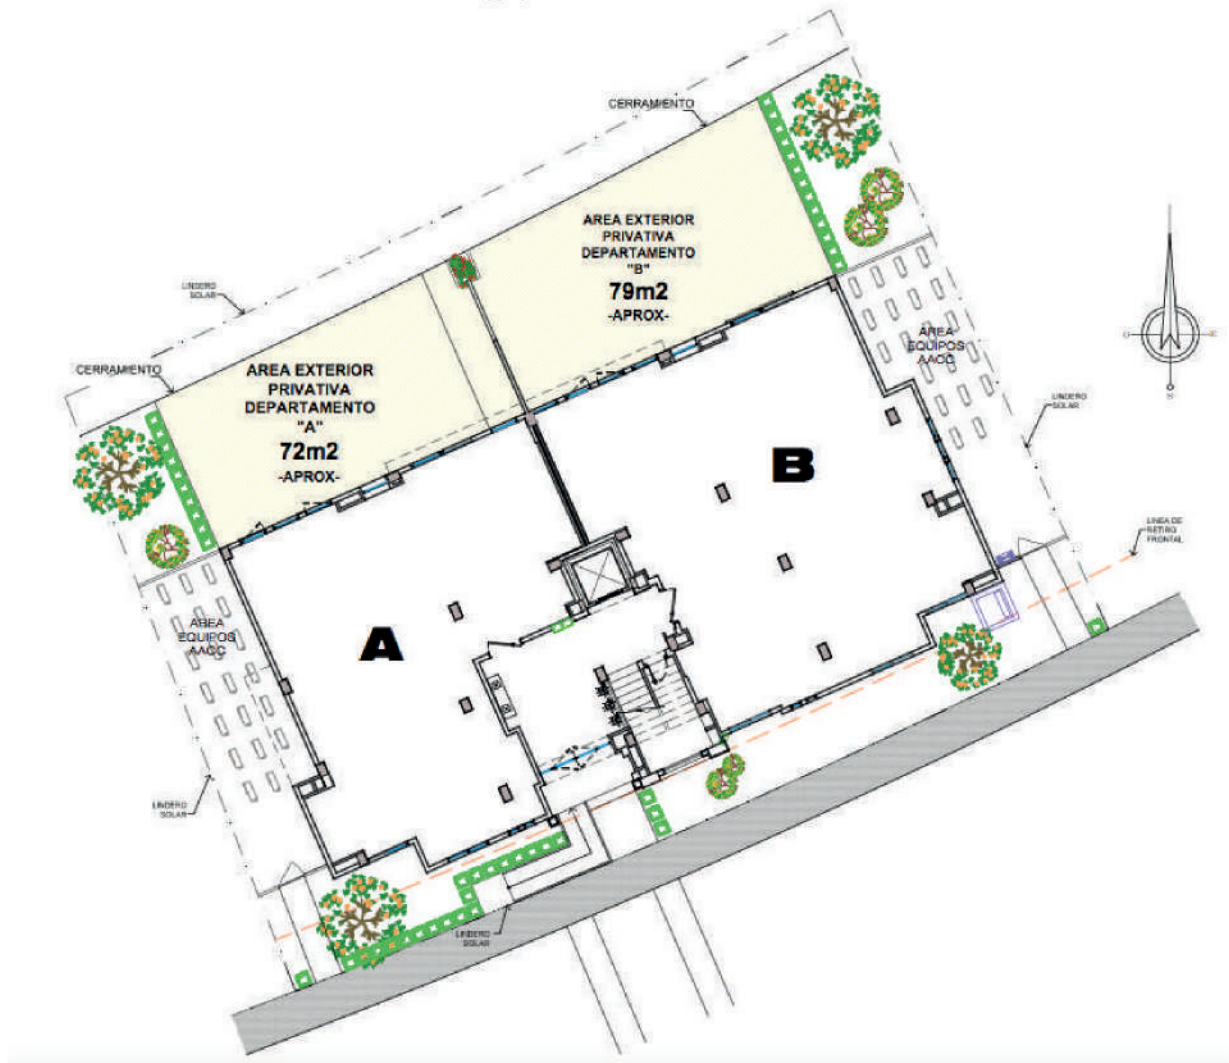 CERRAMIENTO
AREA EXTERIOR
PRIVATIVA
DEPARTAMENTO
"B"
79m2
-APROX-
LINDERO
SOLAR
CERRAMIENTO
AREA EXTERIOR
PRIVATIVA
DEPARTAMENTO
"A"
72m2
-APROX-
AREA
EQUIPOS
AACC
LINDERO
SOLAR
B
LINEA DE
RETIRO
FRONTAL
A
AREA
EQUIPOS
AACC
LINDERO
SOLAR
LINDERO
SOLAR